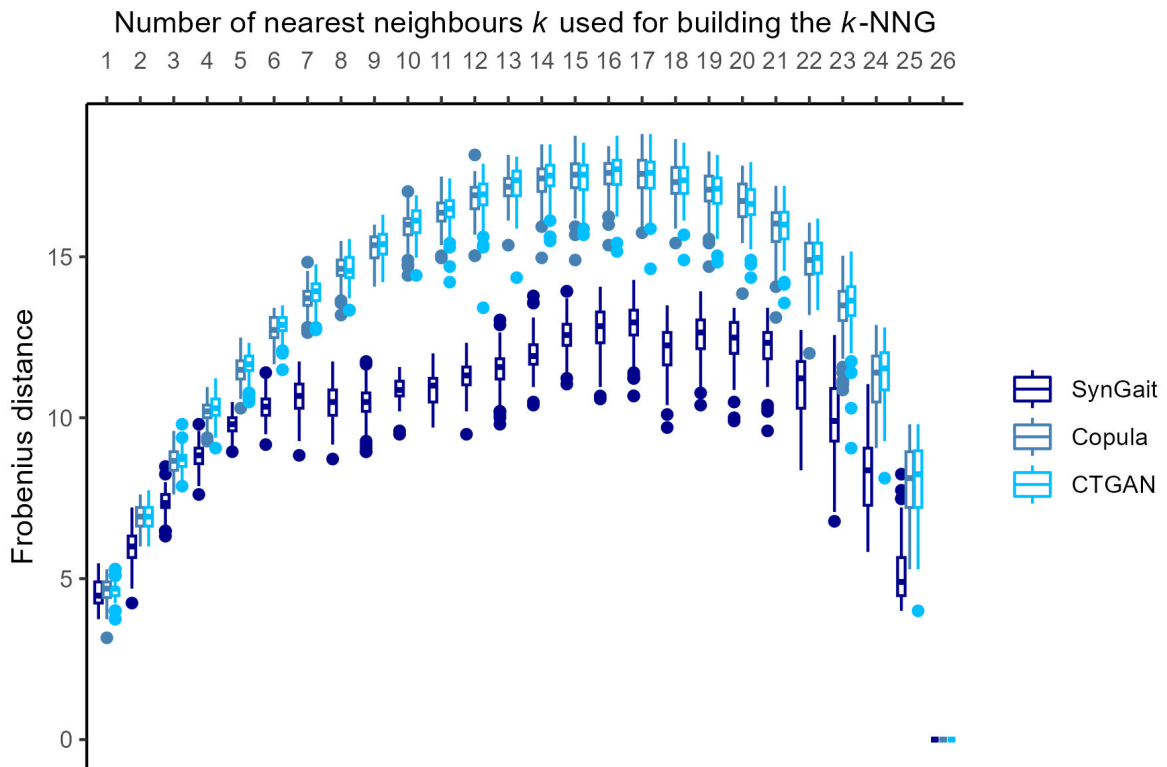 Number of nearest neighbours k used for building the k-NNG
1 2 3 4 5 6 7 8 9 10 11 12 13 14 15 16 17 18 19 20 21 22 23 24 25 26
Frobenius distance
15
10
5
0
SynGait
Copula
CTGAN